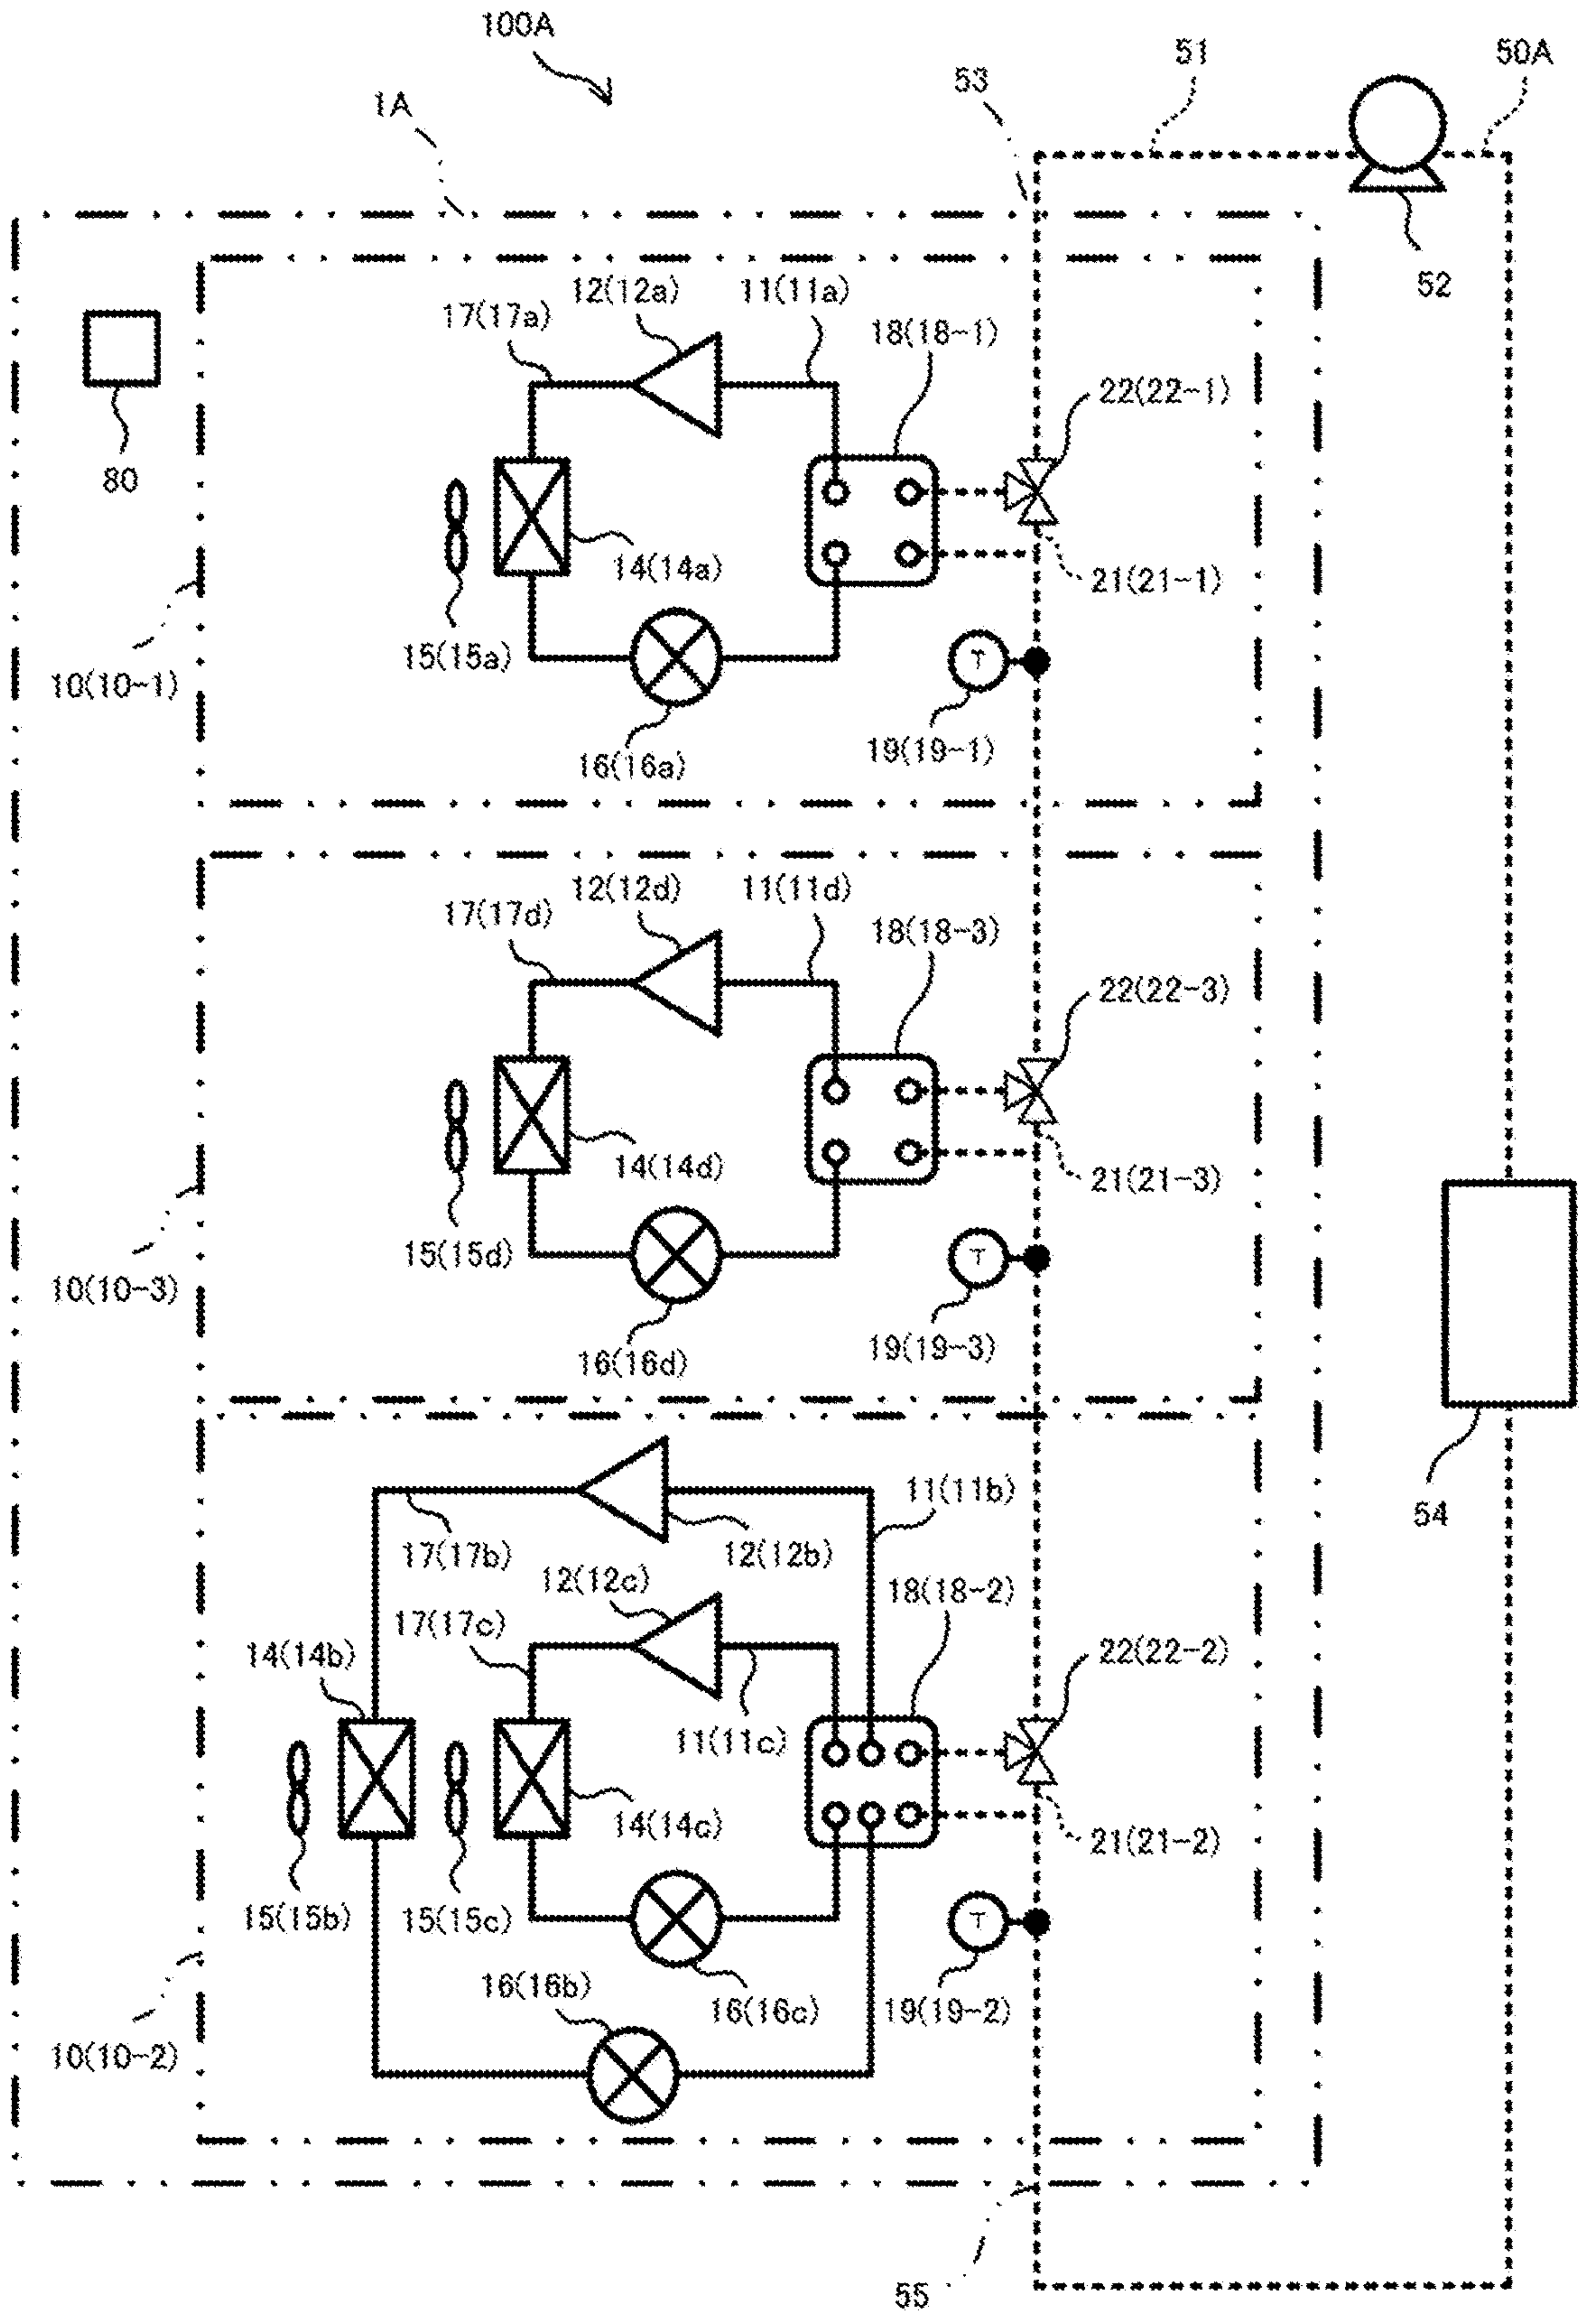 100A
51
50A
53
1A
52
12(12a)
11(11a)
17(17a)
18(18-1)
22(22-1)
80
14(14a)
21(21-1)
15(15a)
T
10(10-1)
19(19-1)
16(16a)
12(12d)
11(11d)
17(17d)
18(18-3)
22(22-3)
14(14d)
21(21-3)
15(15d)
T
10(10-3)
19(19-3)
16(16d)
11(11b)
54
17(17b)
12(12b)
12(12c)
18(18-2)
17(17c)
14(14b)
22(22-2)
11(11c)
14(14c)
21(21-2)
15(15b)
15(15c)
T
16(16b)
16(16c)
19(19-2)
10(10-2)
55